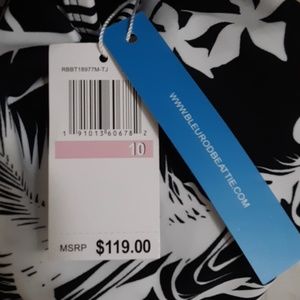 RBBT18977M-TJ
1 91013 60678 2
10
MSRP $119.00
WWW.BLEURODBEATTIE.COM